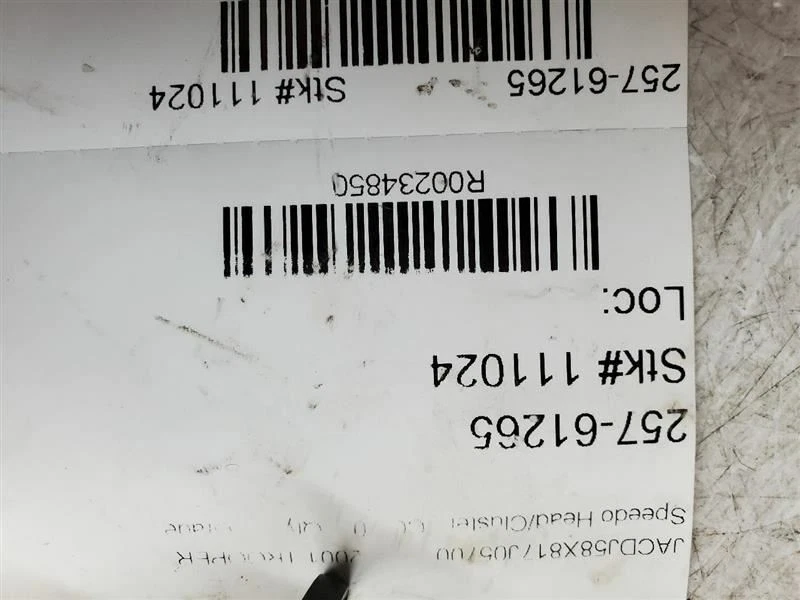 JACDJ58X817J05700 2001 TROOPER
Speedo Head/Cluster
257-61265
Stk# 111024
Loc:
R00234850
257-61265 Stk# 111024